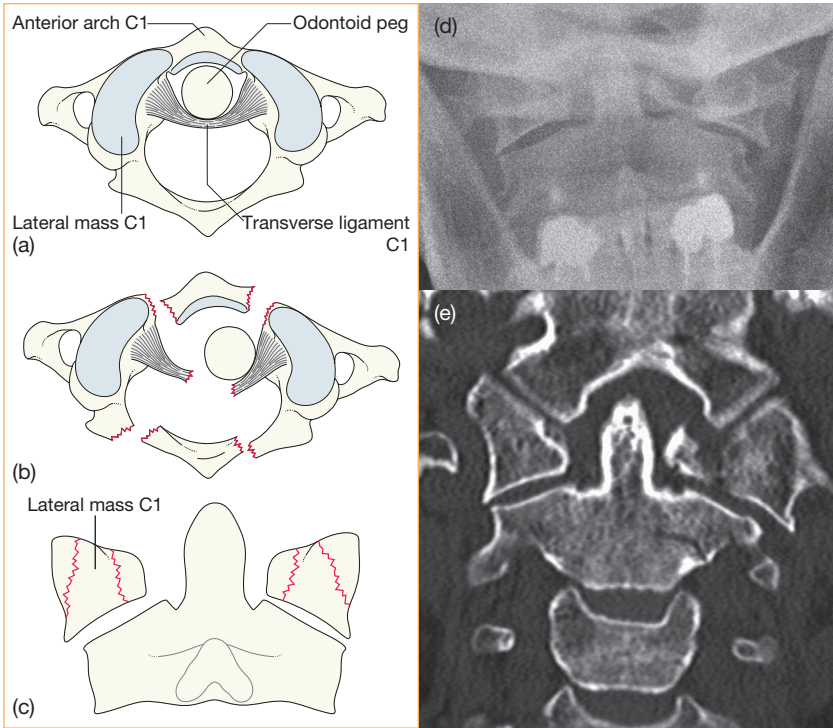 Anterior arch C1
Odontoid peg
Lateral mass C1
Transverse ligament
C1
(a)
(b)
Lateral mass C1
(c)
(d)
(e)